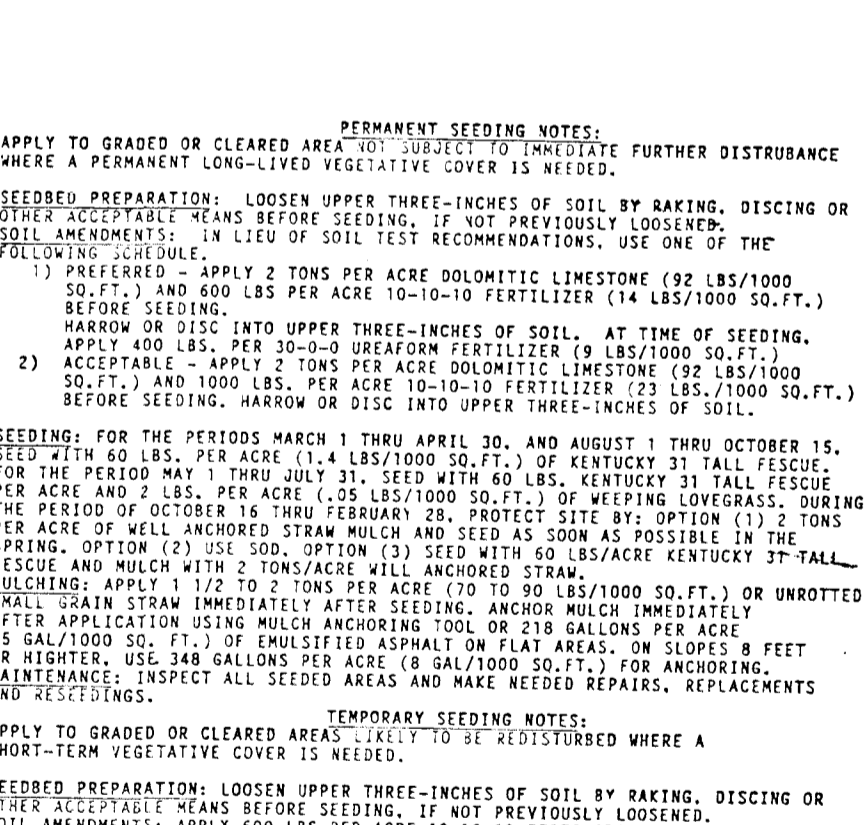 PERMANENT SEEDING NOTES:
APPLY TO GRADED OR CLEARED AREA NOT SUBJECT TO IMMEDIATE FURTHER DISTRUBANCE
WHERE A PERMANENT LONG-LIVED VEGETATIVE COVER IS NEEDED.
SEEDBED PREPARATION: LOOSEN UPPER THREE-INCHES OF SOIL BY RAKING, DISCING OR
OTHER ACCEPTABLE MEANS BEFORE SEEDING, IF NOT PREVIOUSLY LOOSENED.
SOIL AMENDMENTS: IN LIEU OF SOIL TEST RECOMMENDATIONS, USE ONE OF THE
FOLLOWING SCHEDULE.
1) PREFERRED - APPLY 2 TONS PER ACRE DOLOMITIC LIMESTONE (92 LBS/1000
SQ.FT.) AND 600 LBS PER ACRE 10-10-10 FERTILIZER (14 LBS/1000 SQ.FT.)
BEFORE SEEDING.
HARROW OR DISC INTO UPPER THREE-INCHES OF SOIL. AT TIME OF SEEDING,
APPLY 400 LBS. PER 30-0-0 UREAFORM FERTILIZER (9 LBS/1000 SQ.FT.)
2) ACCEPTABLE - APPLY 2 TONS PER ACRE DOLOMITIC LIMESTONE (92 LBS/1000
SQ.FT.) AND 1000 LBS. PER ACRE 10-10-10 FERTILIZER (23 LBS./1000 SQ.FT.)
BEFORE SEEDING. HARROW OR DISC INTO UPPER THREE-INCHES OF SOIL.
SEEDING: FOR THE PERIODS MARCH 1 THRU APRIL 30, AND AUGUST 1 THRU OCTOBER 15,
SEED WITH 60 LBS. PER ACRE (1.4 LBS/1000 SQ.FT.) OF KENTUCKY 31 TALL FESCUE.
FOR THE PERIOD MAY 1 THRU JULY 31, SEED WITH 60 LBS. KENTUCKY 31 TALL FESCUE
ER ACRE AND 2 LBS. PER ACRE (.05 LBS/1000 SQ.FT.) OF WEEPING LOVEGRASS. DURING
HE PERIOD OF OCTOBER 16 THRU FEBRUARY 28, PROTECT SITE BY: OPTION (1) 2 TONS
ER ACRE OF WELL ANCHORED STRAW MULCH AND SEED AS SOON AS POSSIBLE IN THE
PRING. OPTION (2) USE SOD. OPTION (3) SEED WITH 60 LBS/ACRE KENTUCKY 31 TALL
ESCUE AND MULCH WITH 2 TONS/ACRE WILL ANCHORED STRAW.
ULCHING: APPLY 1 1/2 TO 2 TONS PER ACRE (70 TO 90 LBS/1000 SQ.FT.) OR UNROTTED
MALL GRAIN STRAW IMMEDIATELY AFTER SEEDING. ANCHOR MULCH IMMEDIATELY
FTER APPLICATION USING MULCH ANCHORING TOOL OR 218 GALLONS PER ACRE
5 GAL/1000 SQ. FT.) OF EMULSIFIED ASPHALT ON FLAT AREAS. ON SLOPES 8 FEET
R HIGHTER, USE 348 GALLONS PER ACRE (8 GAL/1000 SQ.FT.) FOR ANCHORING.
AINTENANCE: INSPECT ALL SEEDED AREAS AND MAKE NEEDED REPAIRS, REPLACEMENTS
ND RESEEDINGS.
TEMPORARY SEEDING NOTES:
PPLY TO GRADED OR CLEARED AREAS LIKELY TO BE REDISTURBED WHERE A
HORT-TERM VEGETATIVE COVER IS NEEDED.
EEDBED PREPARATION: LOOSEN UPPER THREE-INCHES OF SOIL BY RAKING, DISCING OR
THER ACCEPTABLE MEANS BEFORE SEEDING, IF NOT PREVIOUSLY LOOSENED.
OIL AMENDMENTS: APPLY 600 LBS PER ACRE